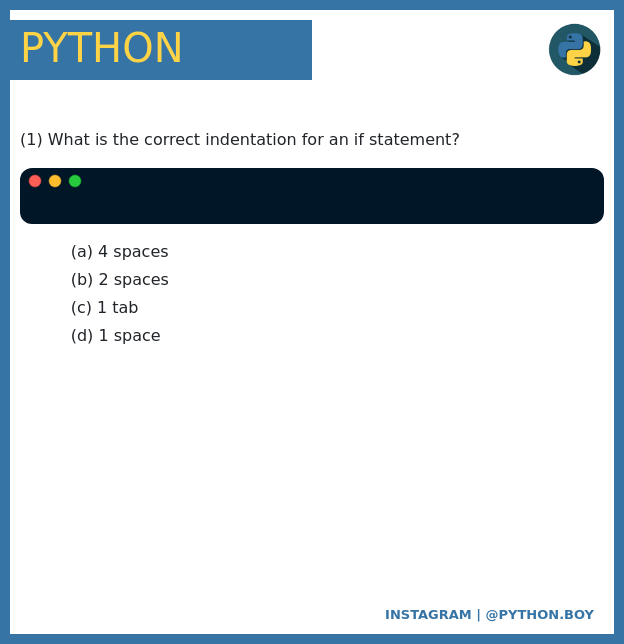 PYTHON
(1) What is the correct indentation for an if statement?
(a) 4 spaces
(b) 2 spaces
(c) 1 tab
(d) 1 space
INSTAGRAM | @PYTHON.BOY